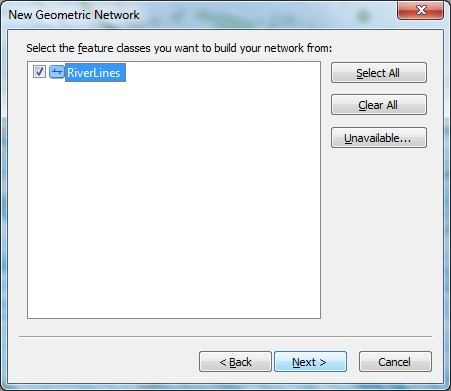 New Geometric Network
Select the feature classes you want to build your network from:
RiverLines
Select All
Clear All
Unavailable...
< Back
Next >
Cancel